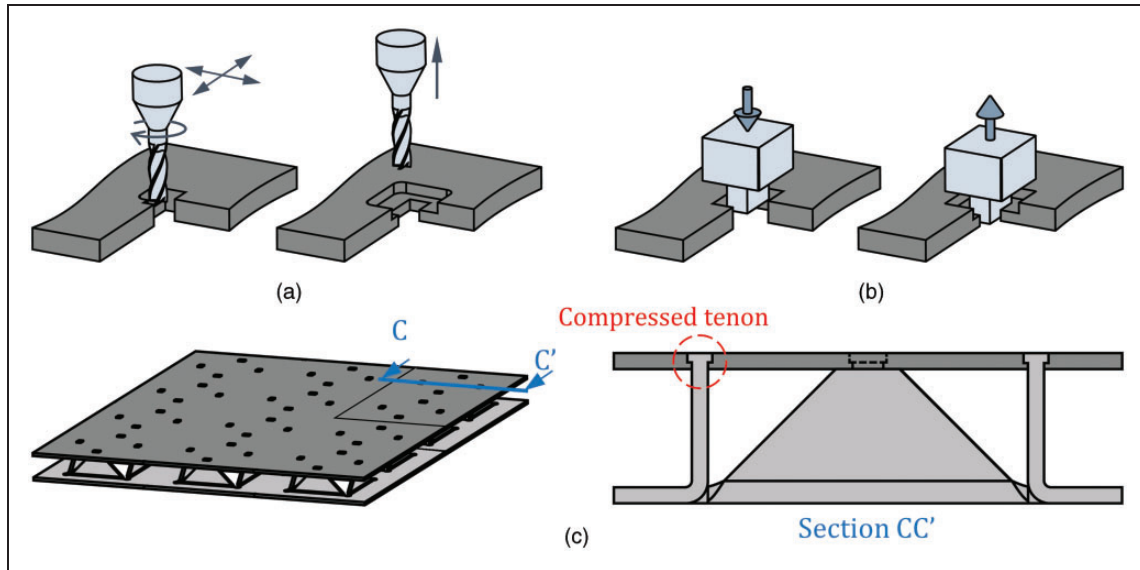 (a)
(b)
C
C'
Compressed tenon
Section CC'
(c)